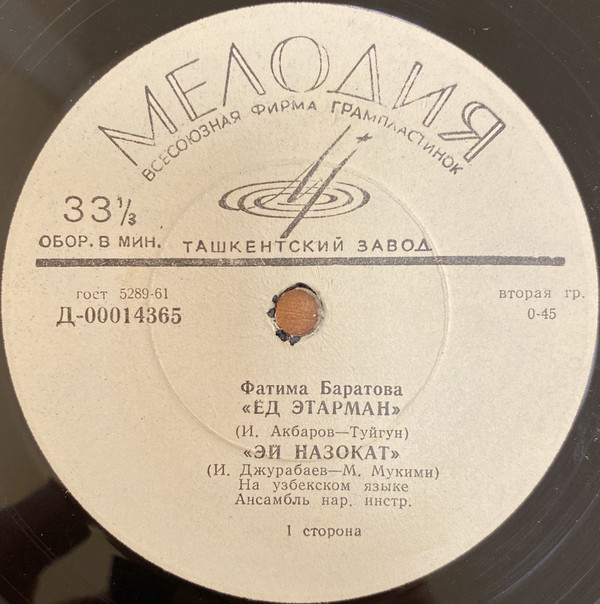 МЕЛОДИЯ
ВСЕСОЮЗНАЯ ФИРМА ГРАМПЛАСТИНОК
33⅓
ОБОР. В МИН. ТАШКЕНТСКИЙ ЗАВОД
гост 5289-61
Д-00014365
вторая гр.
0-45
Фатима Баратова
«ЁД ЭТАРМАН»
(И. Акбаров—Туйгун)
«ЭЙ НАЗОКАТ»
(И. Джурабаев—М. Мукими)
На узбекском языке
Ансамбль нар. инстр.
1 сторона